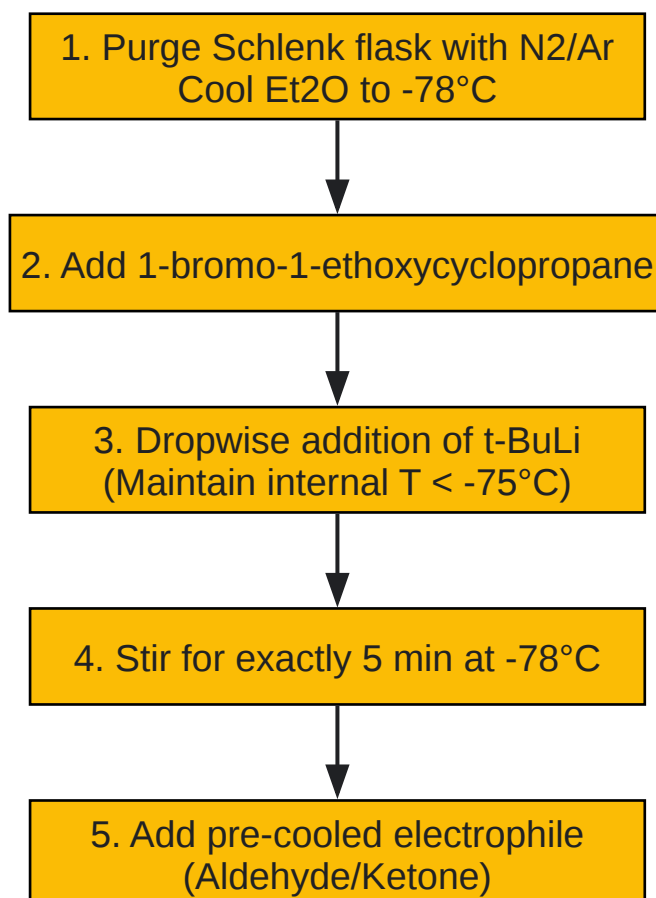 1. Purge Schlenk flask with N2/Ar
Cool Et2O to -78°C
2. Add 1-bromo-1-ethoxycyclopropane
3. Dropwise addition of t-BuLi
(Maintain internal T < -75°C)
4. Stir for exactly 5 min at -78°C
5. Add pre-cooled electrophile
(Aldehyde/Ketone)